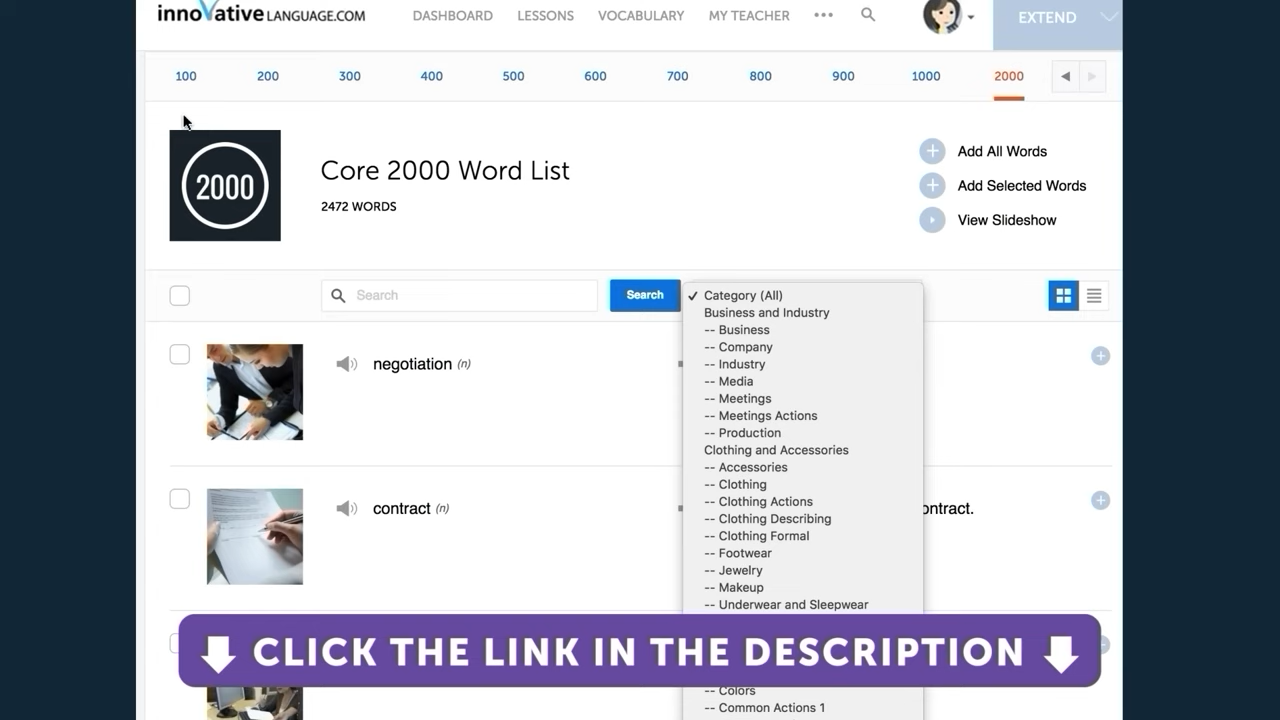 innoVative LANGUAGE.COM
DASHBOARD LESSONS VOCABULARY MY TEACHER ••• EXTEND
100 200 300 400 500 600 700 800 900 1000 2000
2000
Core 2000 Word List
2472 WORDS
Add All Words
Add Selected Words
View Slideshow
Search
Search
Category (All)
Business and Industry
-- Business
-- Company
-- Industry
-- Media
-- Meetings
-- Meetings Actions
-- Production
Clothing and Accessories
-- Accessories
-- Clothing
-- Clothing Actions
-- Clothing Describing
-- Clothing Formal
-- Footwear
-- Jewelry
-- Makeup
-- Underwear and Sleepwear
negotiation (n)
contract (n)
ontract.
CLICK THE LINK IN THE DESCRIPTION
-- Colors
-- Common Actions 1